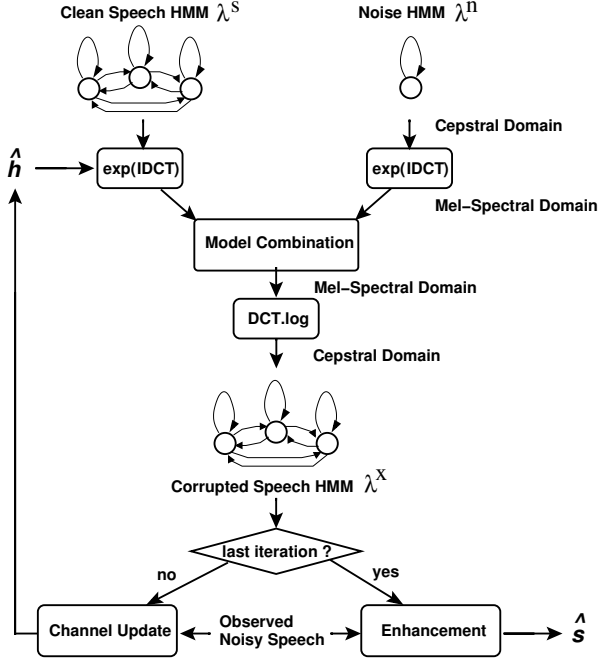 Clean Speech HMM λˢ
Noise HMM λⁿ
Cepstral Domain
ĥ
exp(IDCT)
exp(IDCT)
Mel–Spectral Domain
Model Combination
Mel–Spectral Domain
DCT.log
Cepstral Domain
Corrupted Speech HMM λˣ
last iteration ?
no
yes
Channel Update
Observed
Noisy Speech
Enhancement
ŝ